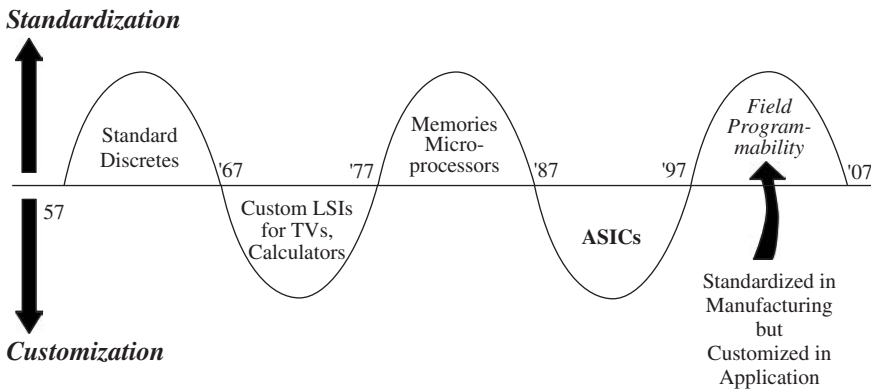 Standardization
Standard
Discretes
'67
'77
Memories
Micro-
processors
'87
'97
Field
Program-
mability
'07
57
Custom LSIs
for TVs,
Calculators
ASICs
Standardized in
Manufacturing
but
Customized in
Application
Customization